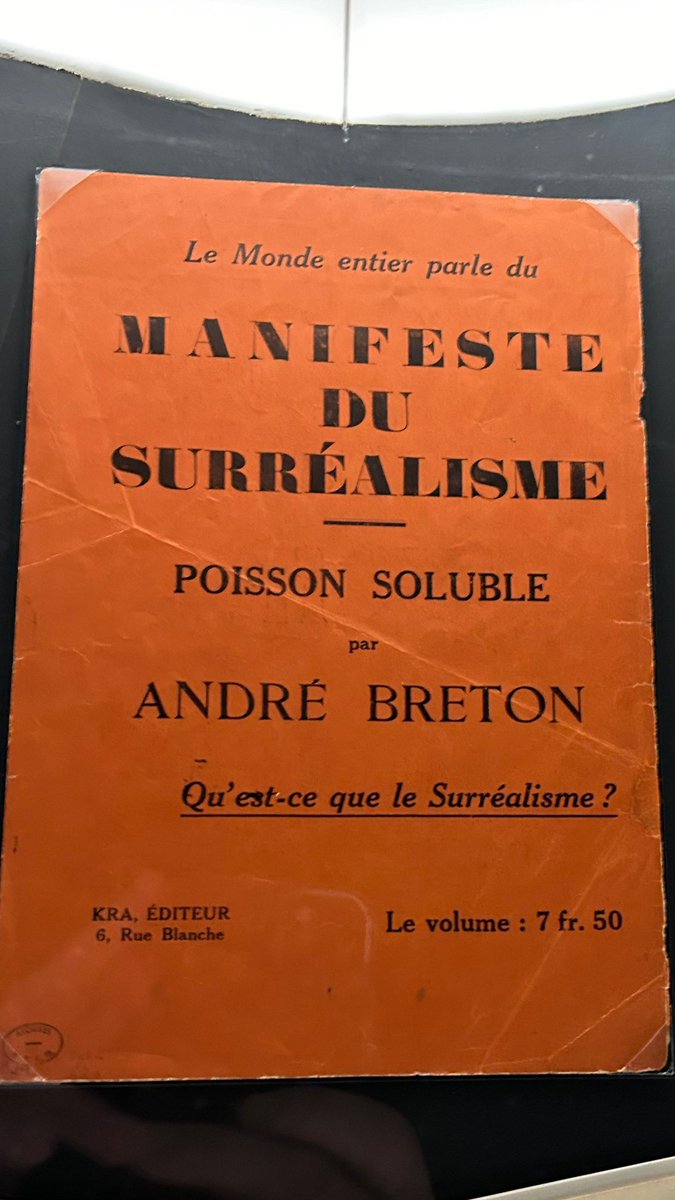 Le Monde entier parle du
MANIFESTE
DU
SURRÉALISME
POISSON SOLUBLE
par
ANDRÉ BRETON
Qu'est-ce que le Surréalisme ?
KRA, ÉDITEUR
6, Rue Blanche
Le volume : 7 fr. 50